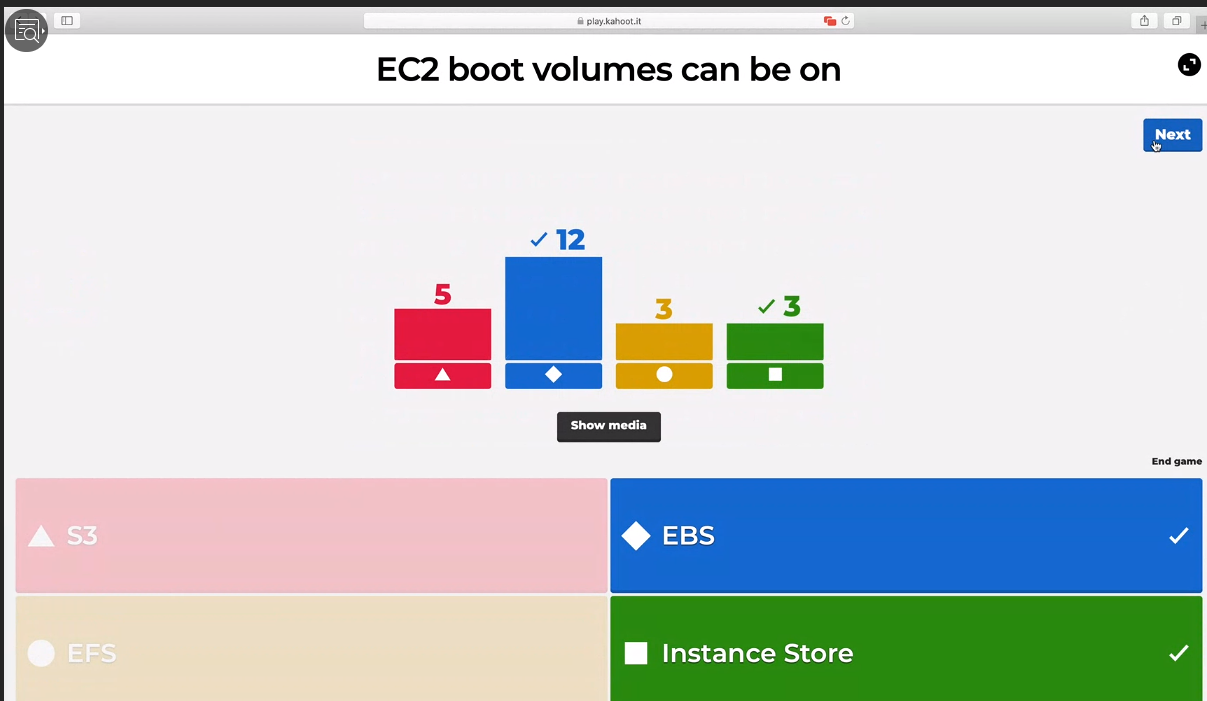 play.kahoot.it
EC2 boot volumes can be on
Next
5
12
3
3
Show media
End game
S3
EBS
EFS
Instance Store